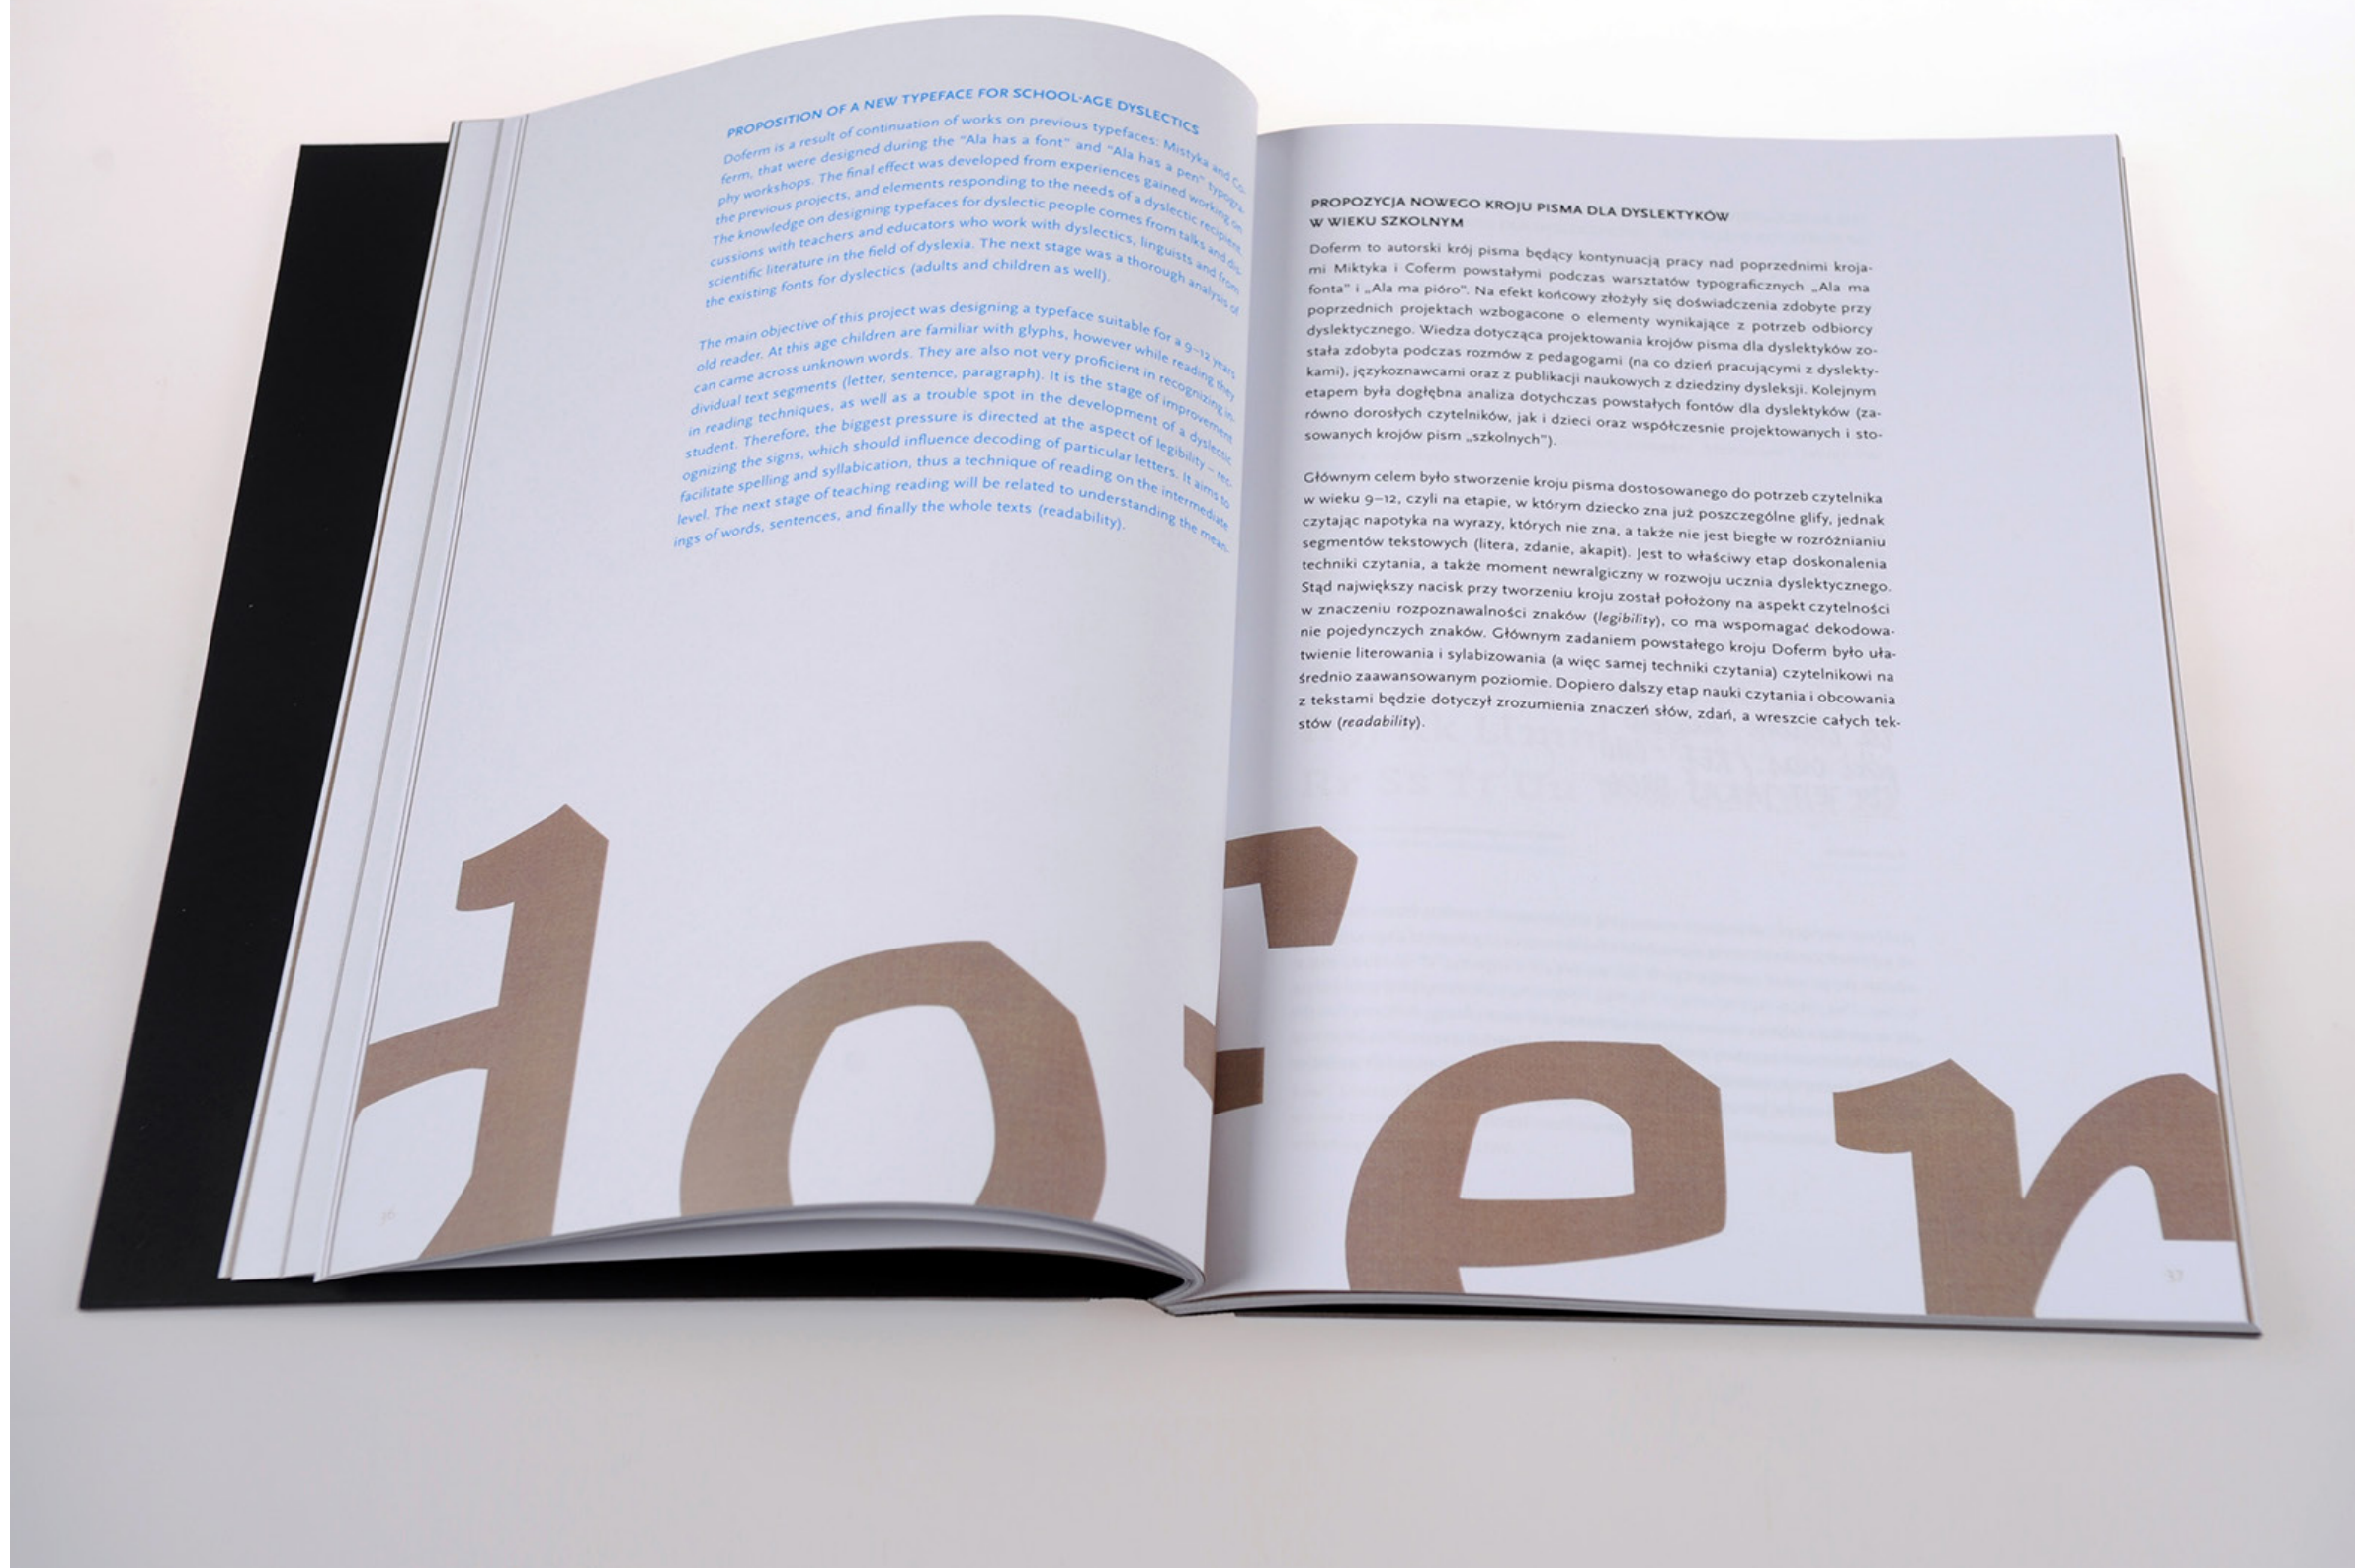 PROPOSITION OF A NEW TYPEFACE FOR SCHOOL-AGE DYSLECTICS
Doferm is a result of continuation of works on previous typefaces: Mistyka and Co-
ferm, that were designed during the "Ala has a font" and "Ala has a pen" typogra-
phy workshops. The final effect was developed from experiences gained working on
the previous projects, and elements responding to the needs of a dyslectic recipient.
The knowledge on designing typefaces for dyslectic people comes from talks and dis-
cussions with teachers and educators who work with dyslectics, linguists and from
scientific literature in the field of dyslexia. The next stage was a thorough analysis of
the existing fonts for dyslectics (adults and children as well).
The main objective of this project was designing a typeface suitable for a 9–12 years
old reader. At this age children are familiar with glyphs, however while reading they
can came across unknown words. They are also not very proficient in recognizing in-
dividual text segments (letter, sentence, paragraph). It is the stage of improvement
in reading techniques, as well as a trouble spot in the development of a dyslectic
student. Therefore, the biggest pressure is directed at the aspect of legibility – rec-
ognizing the signs, which should influence decoding of particular letters. It aims to
facilitate spelling and syllabication, thus a technique of reading on the intermediate
level. The next stage of teaching reading will be related to understanding the mean-
ings of words, sentences, and finally the whole texts (readability).
36
PROPOZYCJA NOWEGO KROJU PISMA DLA DYSLEKTYKÓW
W WIEKU SZKOLNYM
Doferm to autorski krój pisma będący kontynuacją pracy nad poprzednimi kroja-
mi Miktyka i Coferm powstałymi podczas warsztatów typograficznych „Ala ma
fonta" i „Ala ma pióro". Na efekt końcowy złożyły się doświadczenia zdobyte przy
poprzednich projektach wzbogacone o elementy wynikające z potrzeb odbiorcy
dyslektycznego. Wiedza dotycząca projektowania krojów pisma dla dyslektyków zo-
stała zdobyta podczas rozmów z pedagogami (na co dzień pracującymi z dyslekty-
kami), językoznawcami oraz z publikacji naukowych z dziedziny dysleksji. Kolejnym
etapem była dogłębna analiza dotychczas powstałych fontów dla dyslektyków (za-
równo dorosłych czytelników, jak i dzieci oraz współczesnie projektowanych i sto-
sowanych krojów pism „szkolnych").
Głównym celem było stworzenie kroju pisma dostosowanego do potrzeb czytelnika
w wieku 9–12, czyli na etapie, w którym dziecko zna już poszczególne glify, jednak
czytając napotyka na wyrazy, których nie zna, a także nie jest biegłe w rozróżnianiu
segmentów tekstowych (litera, zdanie, akapit). Jest to właściwy etap doskonalenia
techniki czytania, a także moment newralgiczny w rozwoju ucznia dyslektycznego.
Stąd największy nacisk przy tworzeniu kroju został położony na aspekt czytelności
w znaczeniu rozpoznawalności znaków (legibility), co ma wspomagać dekodowa-
nie pojedynczych znaków. Głównym zadaniem powstałego kroju Doferm było uła-
twienie literowania i sylabizowania (a więc samej techniki czytania) czytelnikowi na
średnio zaawansowanym poziomie. Dopiero dalszy etap nauki czytania i obcowania
z tekstami będzie dotyczył zrozumienia znaczeń słów, zdań, a wreszcie całych tek-
stów (readability).
37
dofer